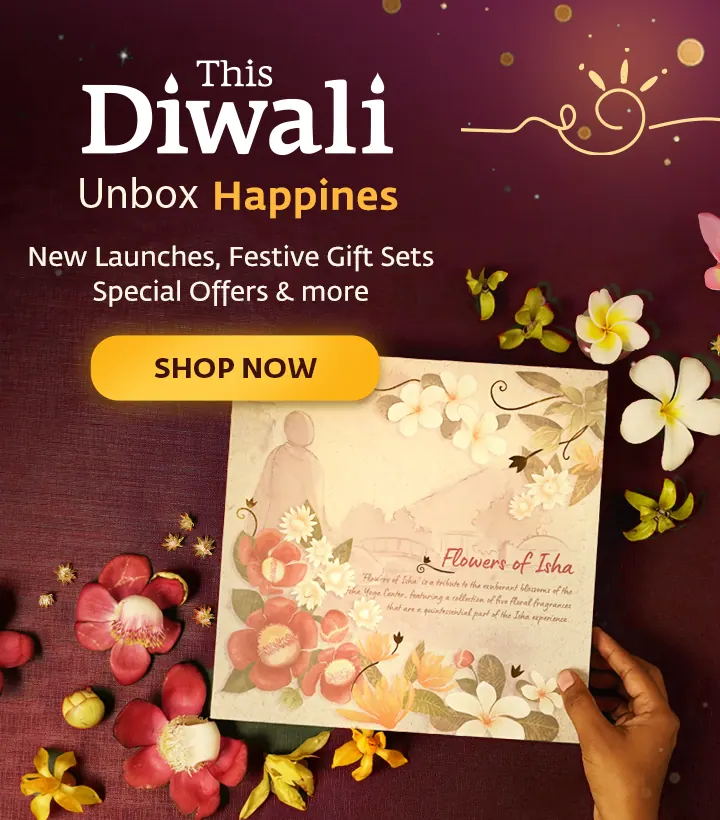 This
Diwali
Unbox Happines
New Launches, Festive Gift Sets
Special Offers & more
SHOP NOW
Flowers of Isha
'Flowers of Isha' is a tribute to the exuberant blossoms of the
Isha Yoga Center, featuring a collection of five floral fragrances
that are a quintessential part of the Isha experience.